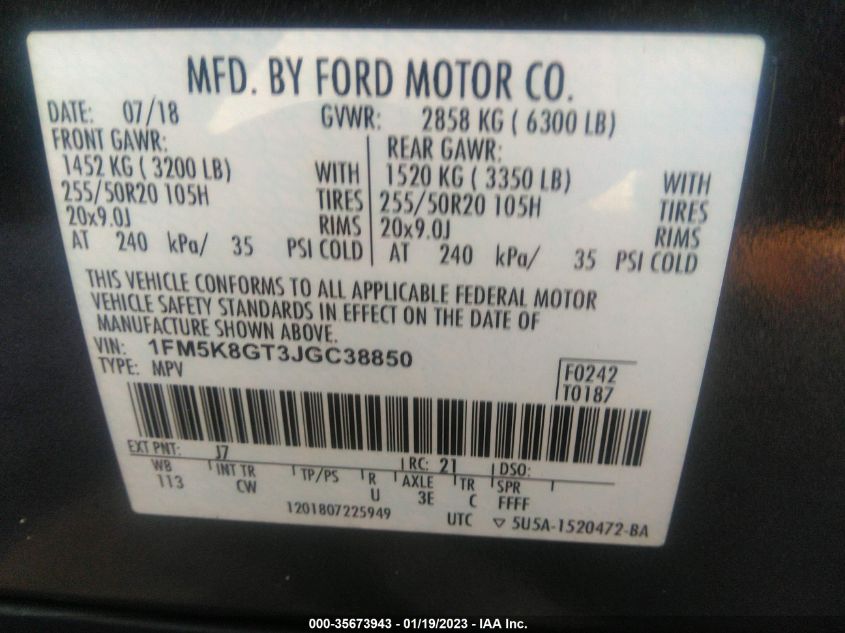 MFD. BY FORD MOTOR CO.
DATE: 07/18 GVWR: 2858 KG ( 6300 LB)
FRONT GAWR: REAR GAWR:
1452 KG ( 3200 LB) WITH 1520 KG ( 3350 LB) WITH
255/50R20 105H TIRES 255/50R20 105H TIRES
20x9.0J RIMS 20x9.0J RIMS
AT 240 kPa/ 35 PSI COLD AT 240 kPa/ 35 PSI COLD
THIS VEHICLE CONFORMS TO ALL APPLICABLE FEDERAL MOTOR
VEHICLE SAFETY STANDARDS IN EFFECT ON THE DATE OF
MANUFACTURE SHOWN ABOVE.
VIN: 1FM5K8GT3JGC38850
TYPE: MPV F0242
T0187
EXT PNT: J7 RC: 21 DSO:
WB INT TR TP/PS R AXLE TR SPR
113 CW U 3E C FFFF
1201807225949 UTC ▽ 5U5A-1520472-BA
000-35673943 - 01/19/2023 - IAA Inc.